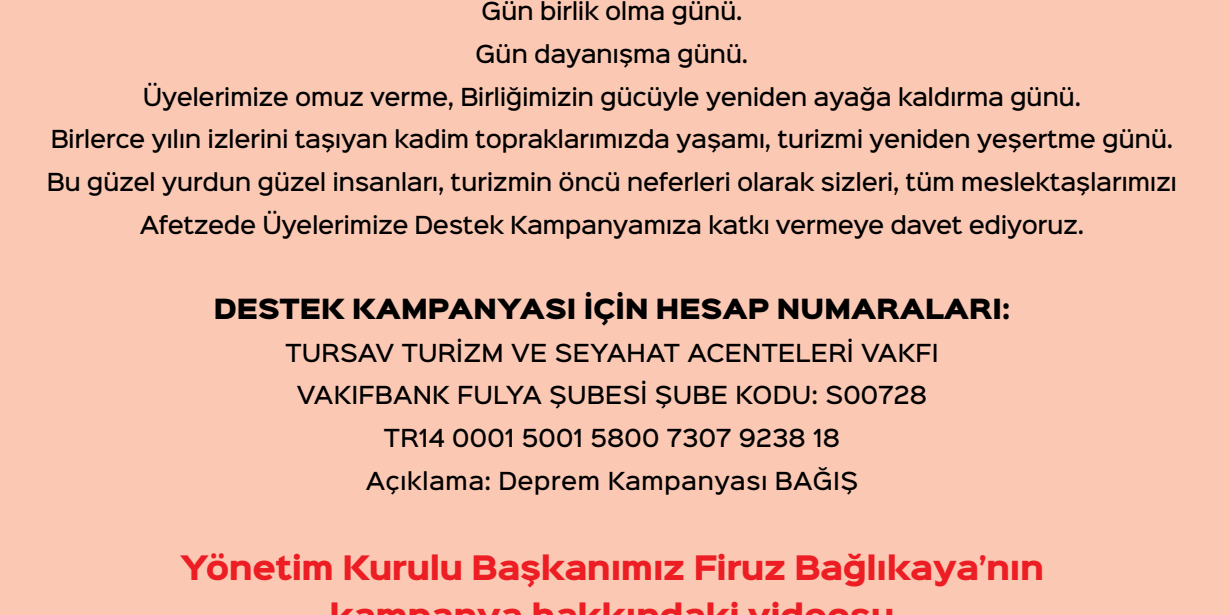 Gün birlik olma günü.
Gün dayanışma günü.
Üyelerimize omuz verme, Birliğimizin gücüyle yeniden ayağa kaldırma günü.
Birlerce yılın izlerini taşıyan kadim topraklarımızda yaşamı, turizmi yeniden yeşertme günü.
Bu güzel yurdun güzel insanları, turizmin öncü neferleri olarak sizleri, tüm meslektaşlarımızı
Afetzede Üyelerimize Destek Kampanyamıza katkı vermeye davet ediyoruz.
DESTEK KAMPANYASI İÇİN HESAP NUMARALARI:
TURSAV TURİZM VE SEYAHAT ACENTELERİ VAKFI
VAKIFBANK FULYA ŞUBESİ ŞUBE KODU: S00728
TR14 0001 5001 5800 7307 9238 18
Açıklama: Deprem Kampanyası BAĞIŞ
Yönetim Kurulu Başkanımız Firuz Bağlıkaya’nın
kampanya hakkındaki videosu